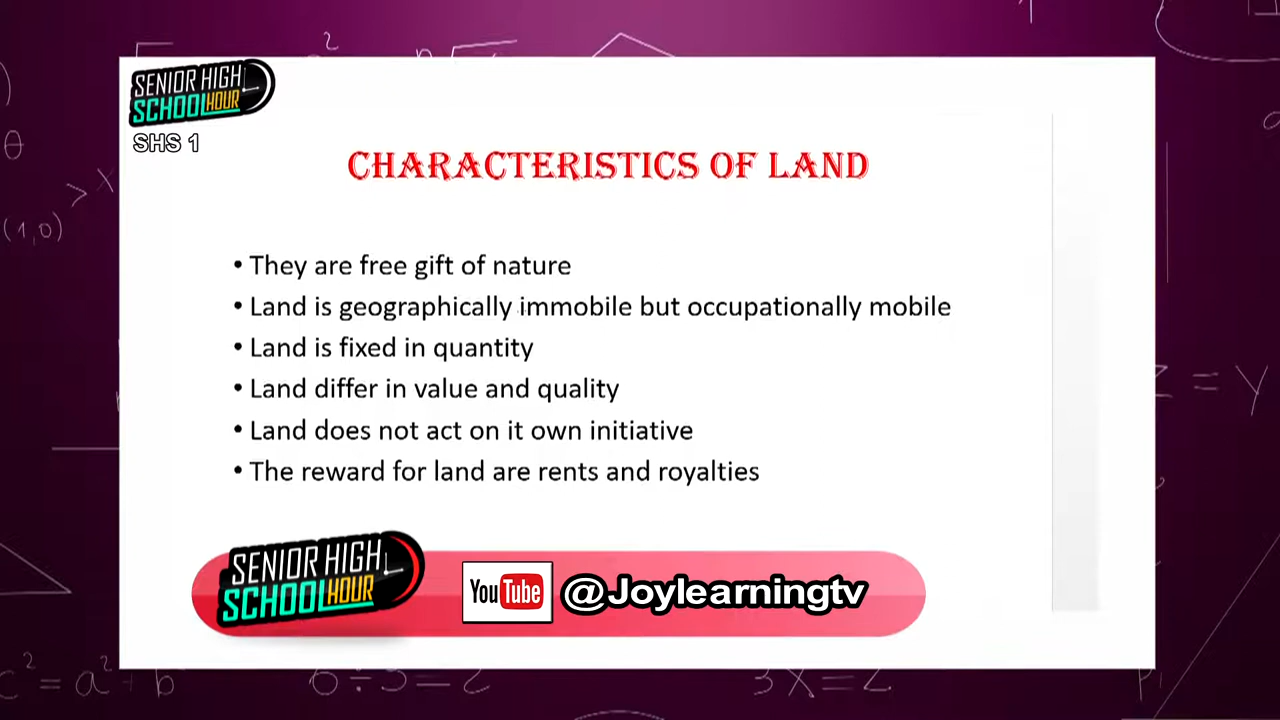 SENIOR HIGH
SCHOOL HOUR
SHS 1
CHARACTERISTICS OF LAND
• They are free gift of nature
• Land is geographically immobile but occupationally mobile
• Land is fixed in quantity
• Land differ in value and quality
• Land does not act on it own initiative
• The reward for land are rents and royalties
SENIOR HIGH
SCHOOL HOUR
YouTube @Joylearningtv
(1,0)
> x
z = y